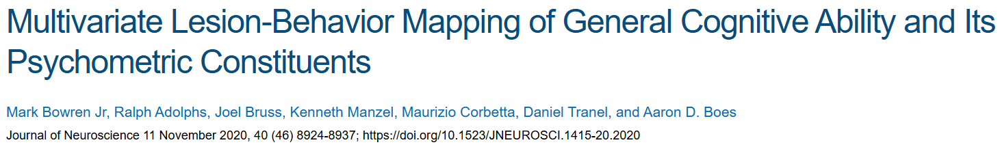 Multivariate Lesion-Behavior Mapping of General Cognitive Ability and Its
Psychometric Constituents
Mark Bowren Jr, Ralph Adolphs, Joel Bruss, Kenneth Manzel, Maurizio Corbetta, Daniel Tranel, and Aaron D. Boes
Journal of Neuroscience 11 November 2020, 40 (46) 8924-8937; https://doi.org/10.1523/JNEUROSCI.1415-20.2020